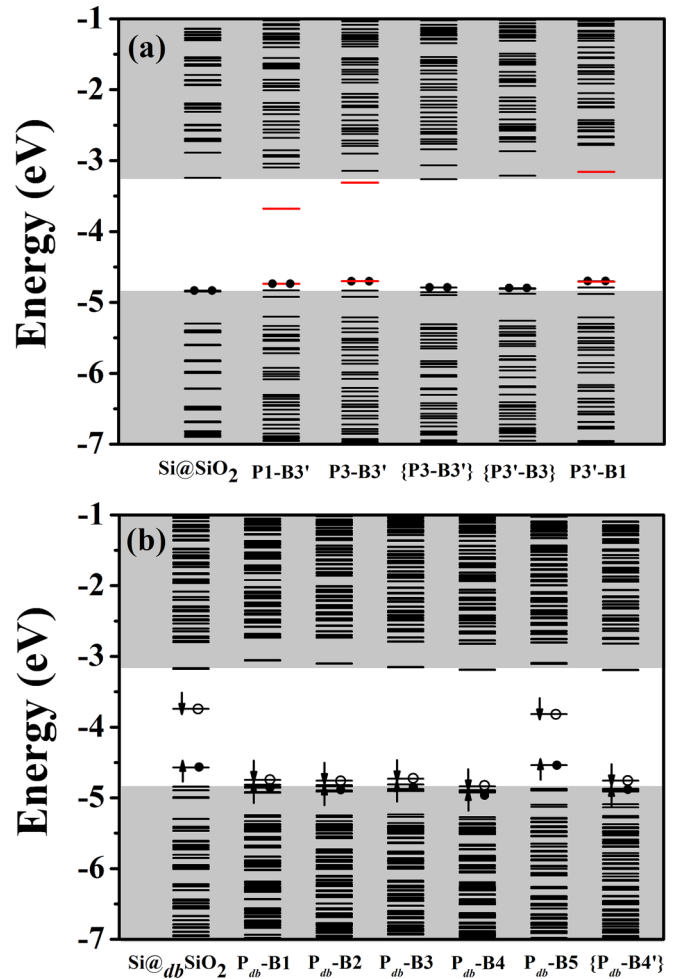 (a)
Energy (eV)
-1
-2
-3
-4
-5
-6
-7
Si@SiO2 P1-B3' P3-B3' {P3-B3'} {P3'-B3} P3'-B1
(b)
Energy (eV)
-1
-2
-3
-4
-5
-6
-7
Si@dbSiO2 Pdb-B1 Pdb-B2 Pdb-B3 Pdb-B4 Pdb-B5 {Pdb-B4'}